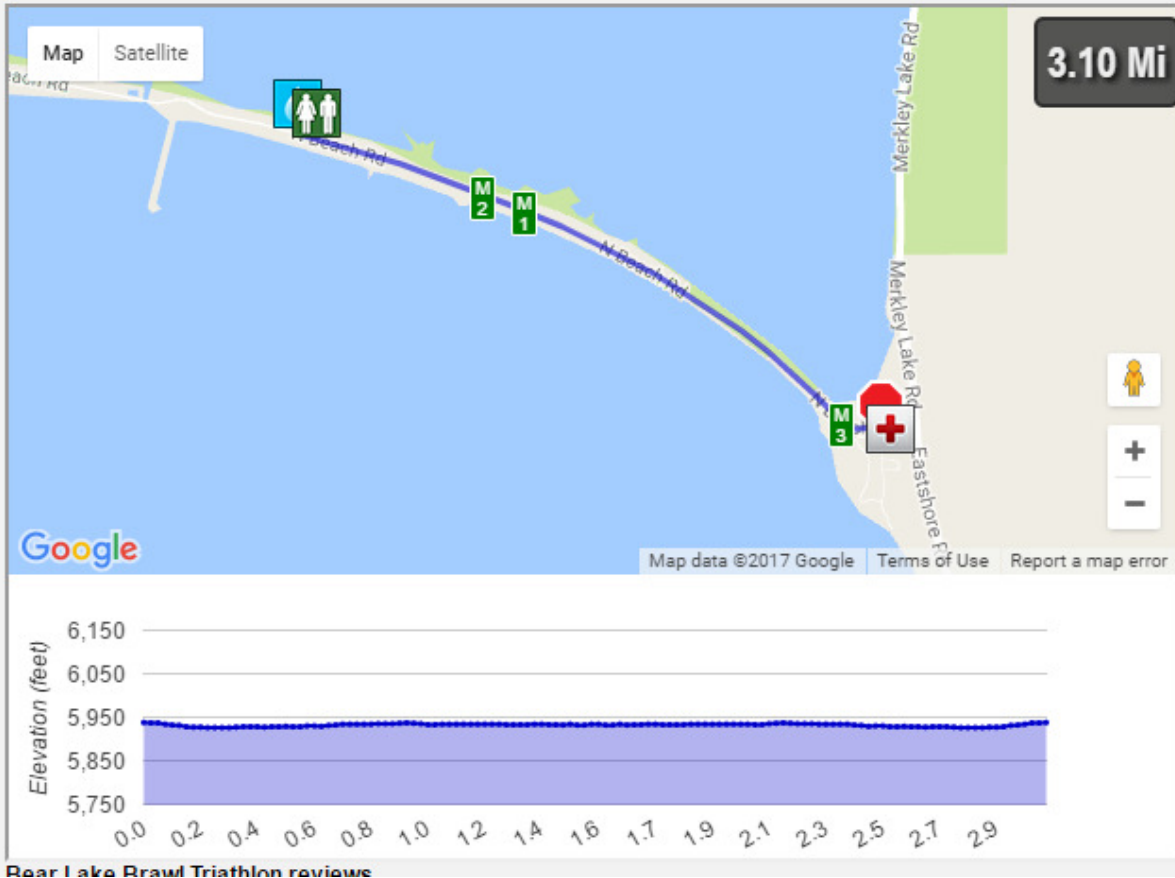 Map Satellite
3.10 Mi
each Rd
Merkley Lake Rd
Beach Rd
M
2
M
1
N Beach Rd
Merkley Lake Rd
M
3
Eastshore R
Google
Map data ©2017 Google Terms of Use Report a map error
Elevation (feet)
6,150
6,050
5,950
5,850
5,750
0.0 0.2 0.4 0.6 0.8 1.0 1.2 1.4 1.6 1.7 1.9 2.1 2.3 2.5 2.7 2.9
Bear Lake Brawl Triathlon reviews